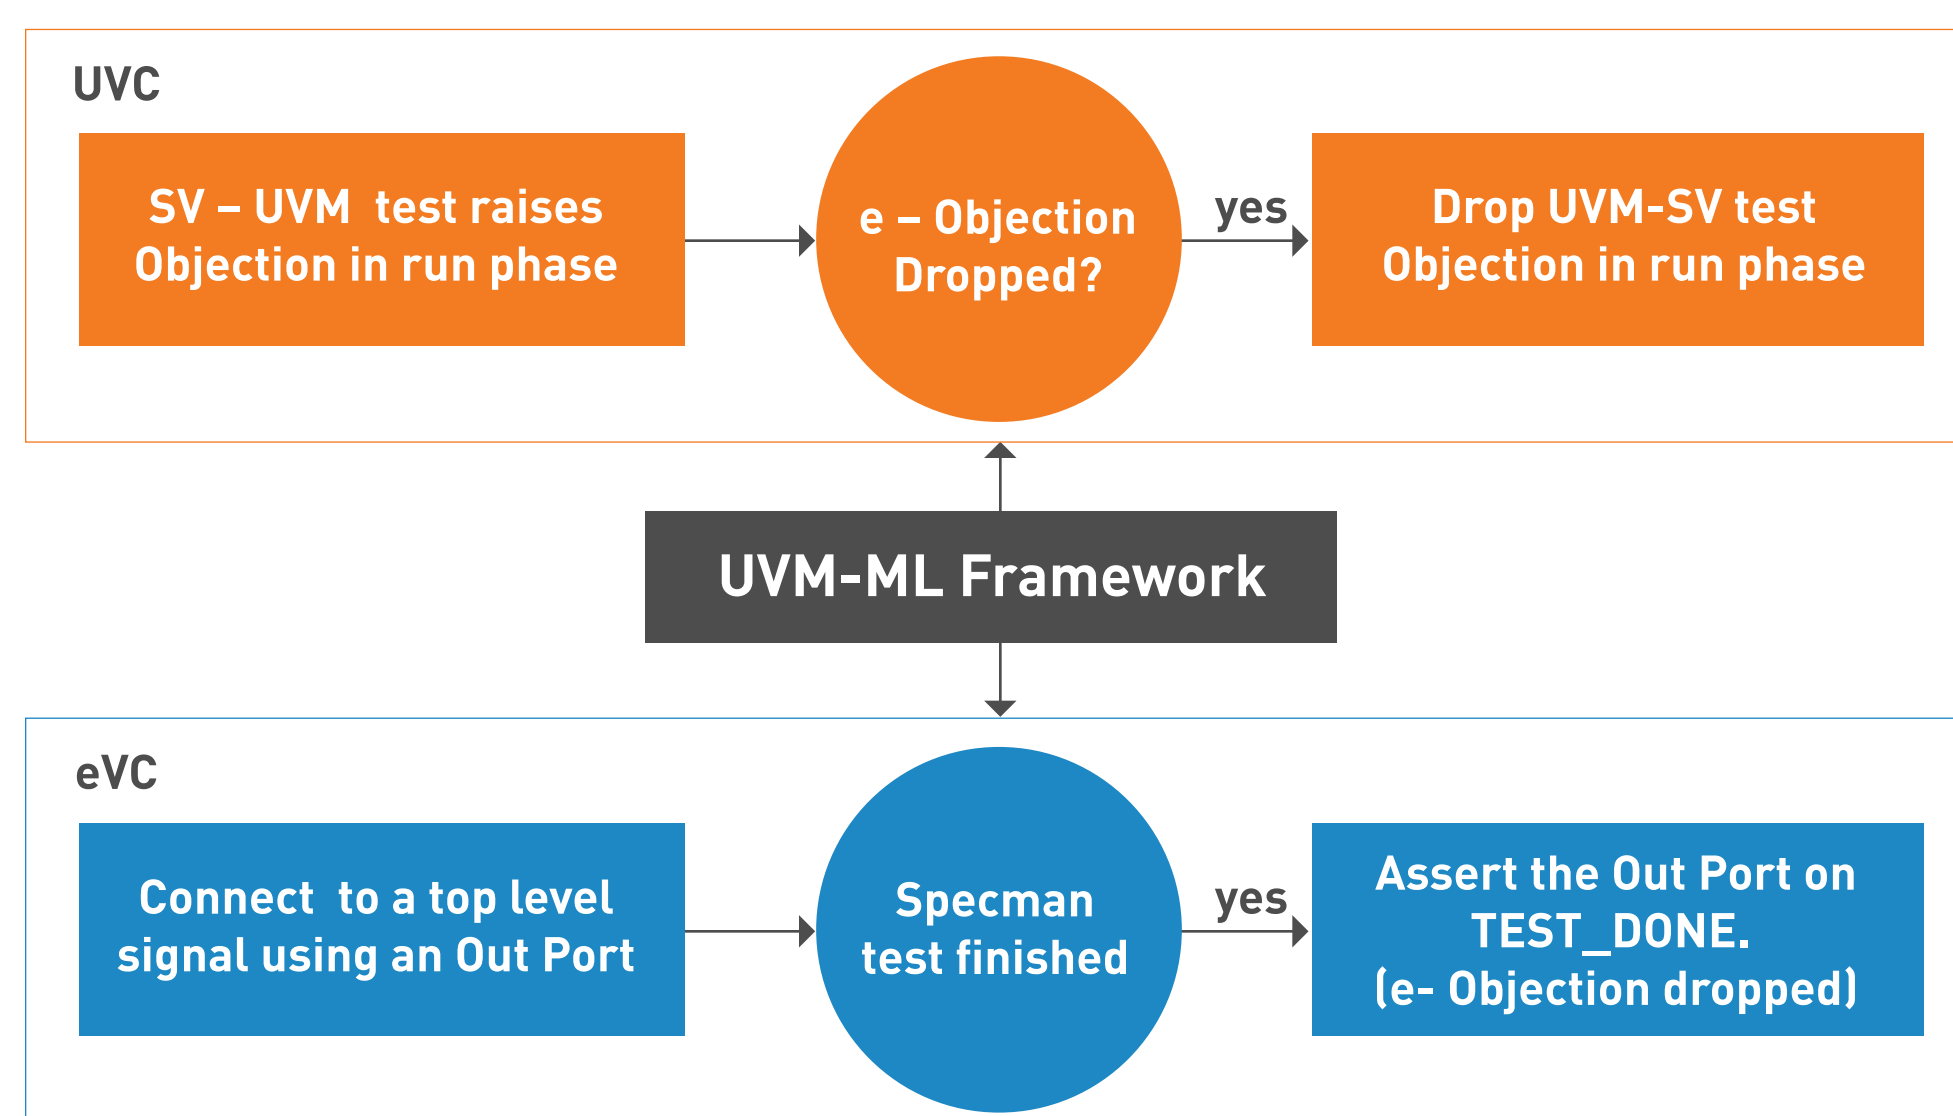 UVC
SV – UVM  test raises
Objection in run phase
e – Objection
Dropped?
yes
Drop UVM-SV test
Objection in run phase
UVM-ML Framework
eVC
Connect  to a top level
signal using an Out Port
Specman
test finished
yes
Assert the Out Port on
TEST_DONE.
(e- Objection dropped)